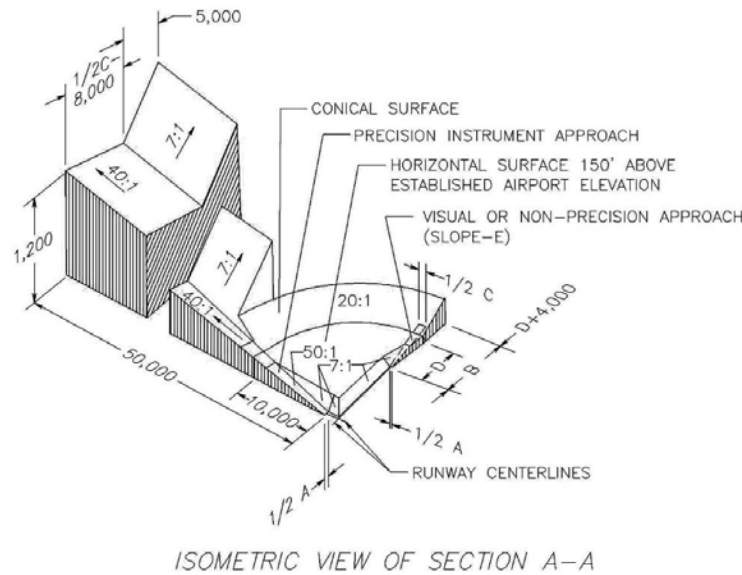 5,000
1/2C-
8,000
CONICAL SURFACE
PRECISION INSTRUMENT APPROACH
7:1
HORIZONTAL SURFACE 150' ABOVE
ESTABLISHED AIRPORT ELEVATION
40:1
VISUAL OR NON-PRECISION APPROACH
(SLOPE-E)
1,200
7:1
1/2 C
20:1
40:1
D+4,000
50:1
7:1
D
B
50,000
10,000
1/2 A
RUNWAY CENTERLINES
1/2 A
ISOMETRIC VIEW OF SECTION A-A